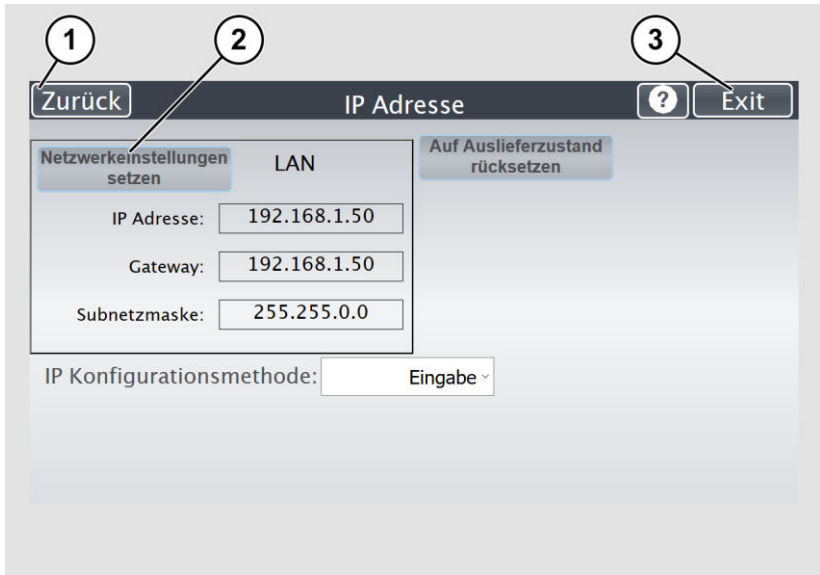 1 2 3
Zurück IP Adresse ? Exit
Netzwerkeinstellungen
setzen
LAN
Auf Auslieferzustand
rücksetzen
IP Adresse: 192.168.1.50
Gateway: 192.168.1.50
Subnetzmaske: 255.255.0.0
IP Konfigurationsmethode: Eingabe